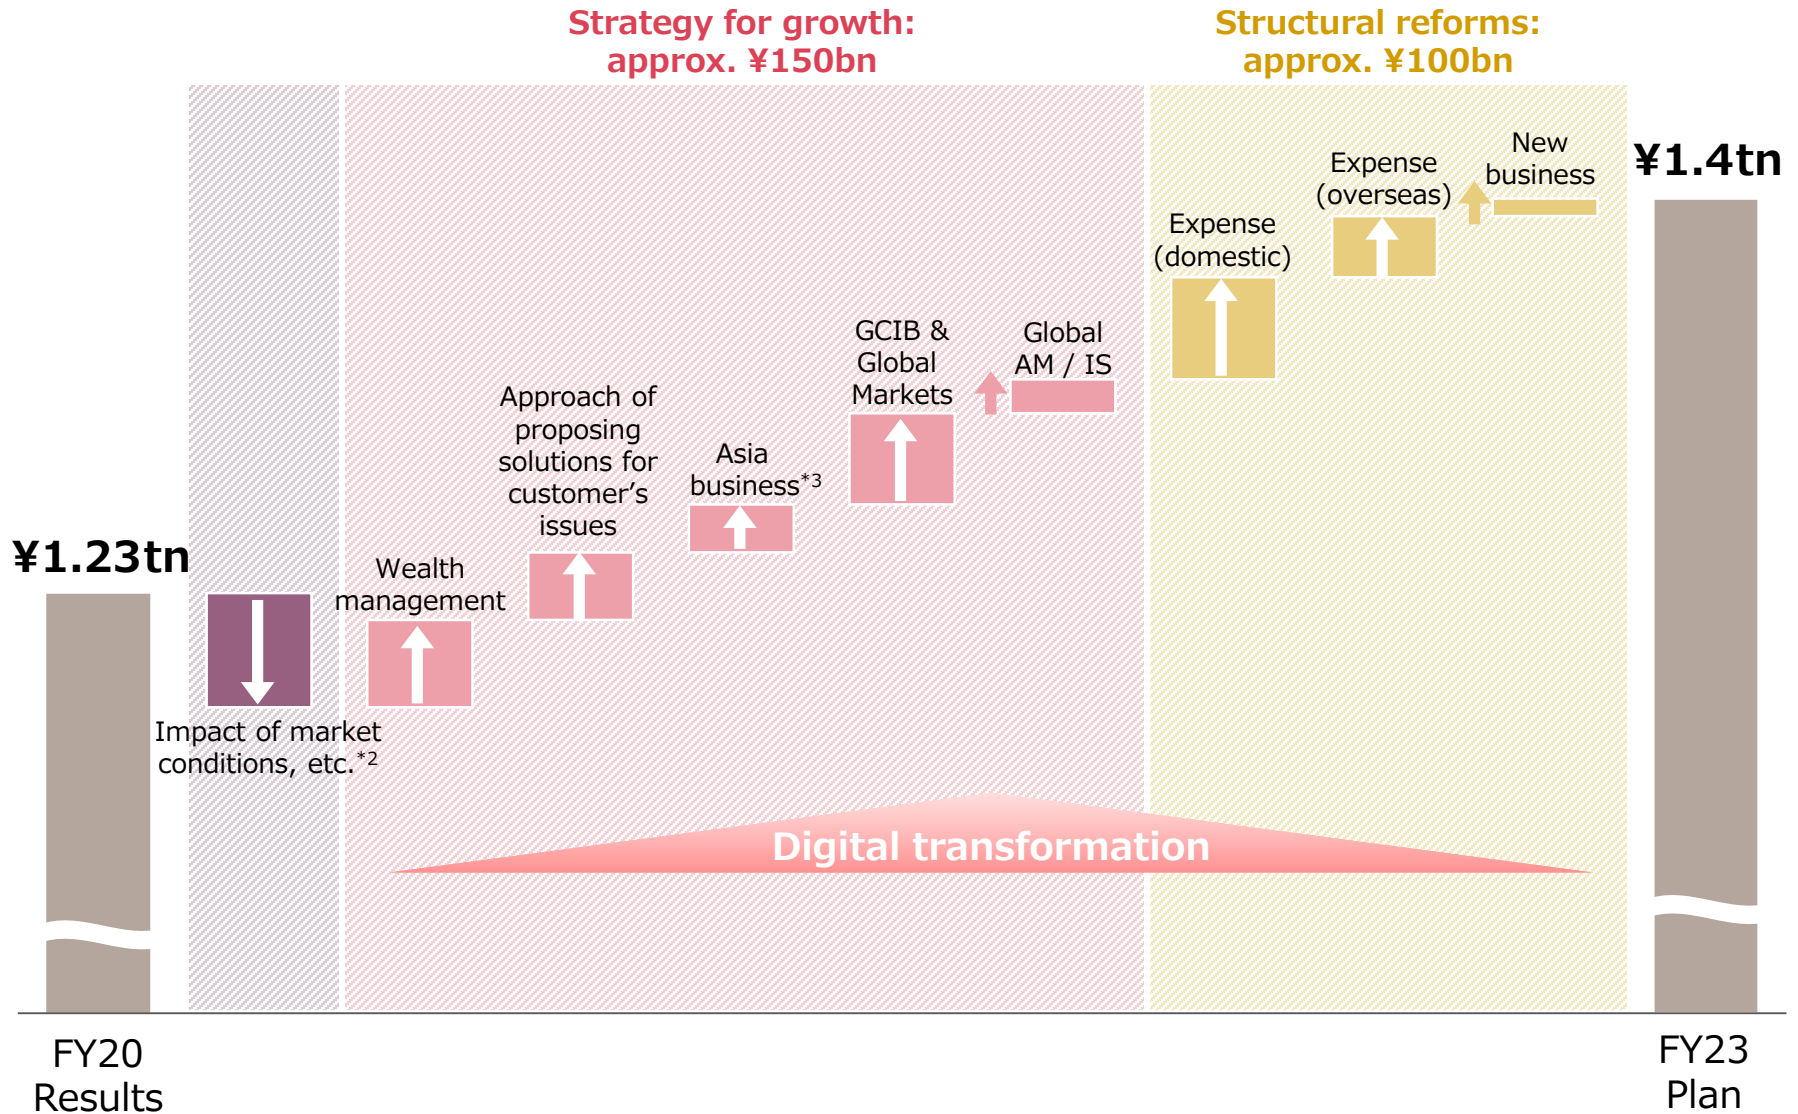 Strategy for growth:
approx. ¥150bn
Structural reforms:
approx. ¥100bn
¥1.23tn
Impact of market
conditions, etc.*2
Wealth
management
Approach of
proposing
solutions for
customer’s
issues
Asia
business*3
GCIB &
Global
Markets
Global
AM / IS
Expense
(domestic)
Expense
(overseas)
New
business
¥1.4tn
Digital transformation
FY20
Results
FY23
Plan